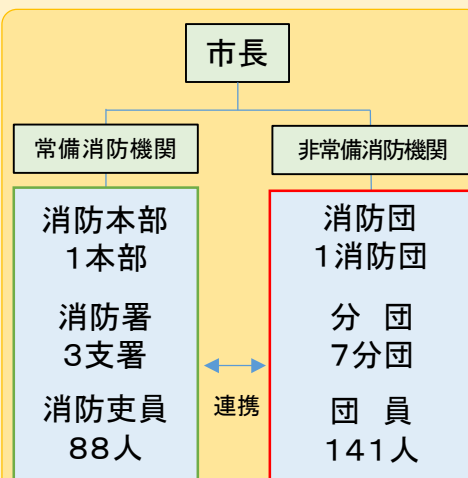 市長
常備消防機関
非常備消防機関
消防本部
1本部
消防署
3支署
消防吏員
88人
連携
消防団
1消防団
分　団
7分団
団　員
141人